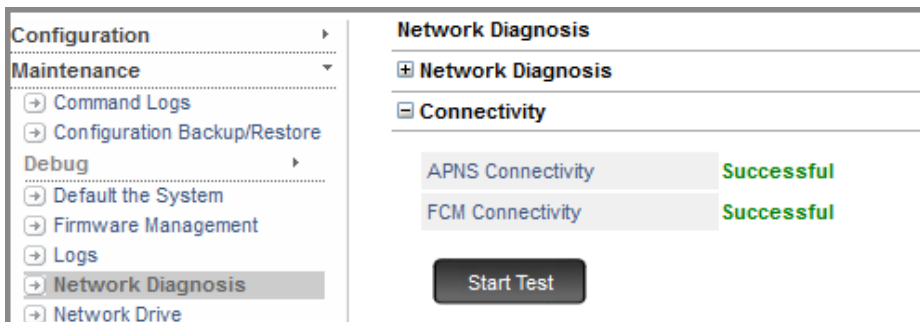 Configuration
Maintenance
Command Logs
Configuration Backup/Restore
Debug
Default the System
Firmware Management
Logs
Network Diagnosis
Network Drive
Network Diagnosis
Network Diagnosis
Connectivity
APNS Connectivity Successful
FCM Connectivity Successful
Start Test